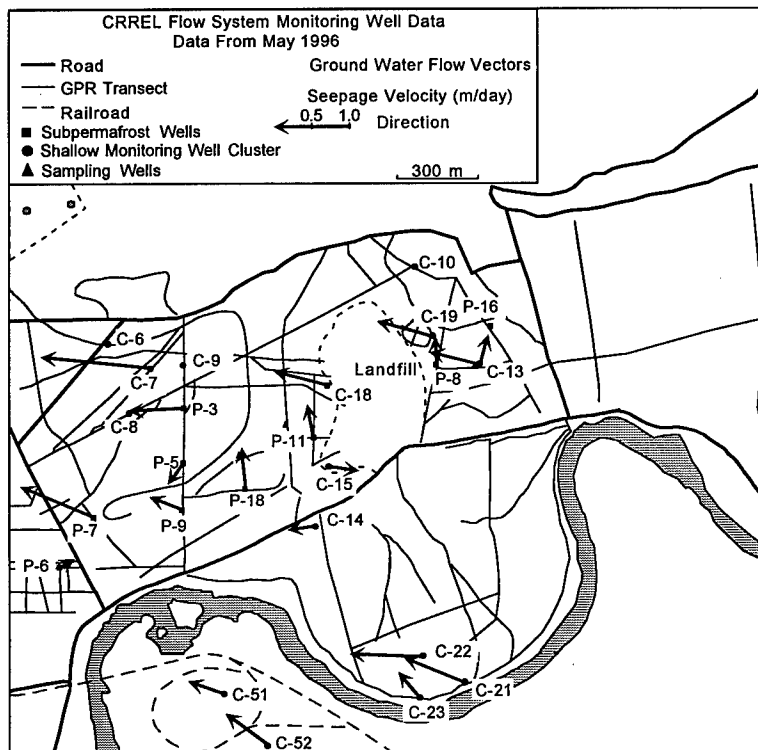 CRREL Flow System Monitoring Well Data
Data From May 1996
Road
Ground Water Flow Vectors
GPR Transect
Seepage Velocity (m/day)
Railroad
0.5 1.0
Direction
Subpermafrost Wells
Shallow Monitoring Well Cluster
Sampling Wells
300 m
C-10
P-16
C-19
C-6
C-9
C-7
Landfill
P-8
C-13
C-18
P-3
C-8
P-11
P-5
C-15
P-18
P-9
P-7
C-14
P-6
C-22
C-21
C-51
C-23
C-52